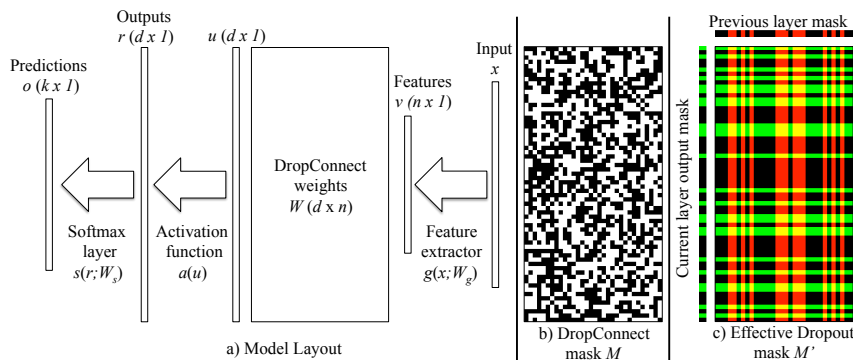 Outputs
r (d x 1)
u (d x 1)
Predictions
o (k x 1)
Input
x
Features
v (n x 1)
DropConnect
weights
W (d x n)
Softmax
layer
s(r;Ws)
Activation
function
a(u)
Feature
extractor
g(x;Wg)
a) Model Layout
b) DropConnect
mask M
Previous layer mask
Current layer output mask
c) Effective Dropout
mask M'